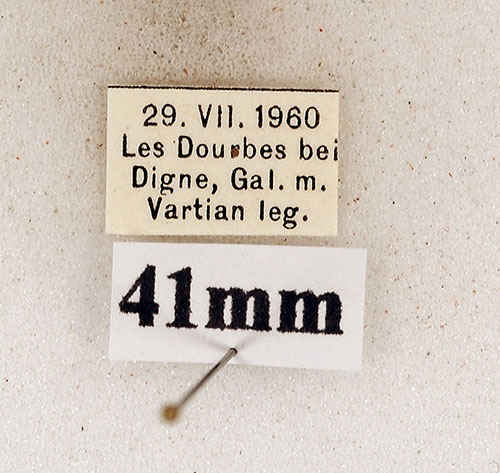 29. VII. 1960
Les Dourbes bei
Digne, Gal. m.
Vartian leg.
41mm